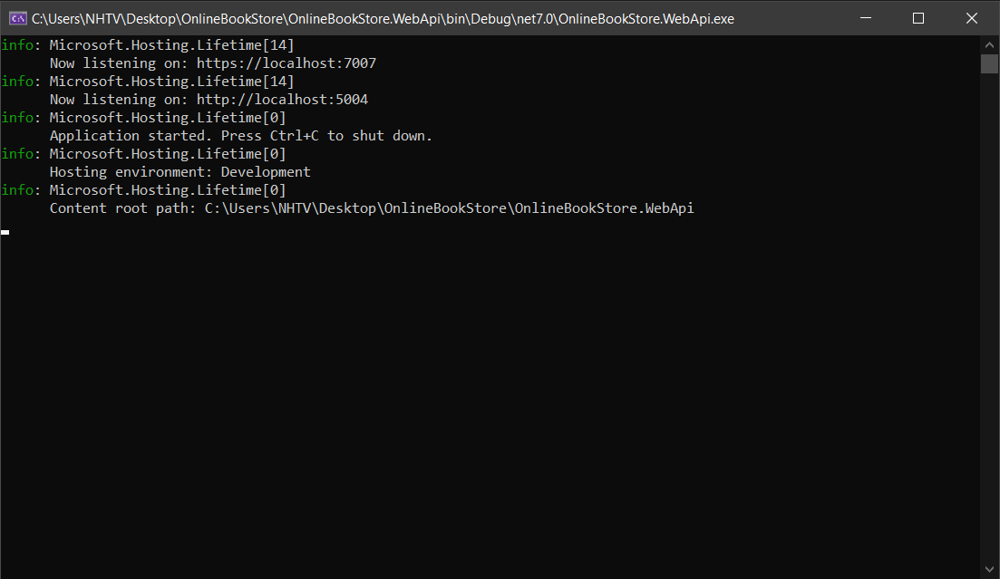 C:\Users\NHTV\Desktop\OnlineBookStore\OnlineBookStore.WebApi\bin\Debug\net7.0\OnlineBookStore.WebApi.exe
info: Microsoft.Hosting.Lifetime[14]
      Now listening on: https://localhost:7007
info: Microsoft.Hosting.Lifetime[14]
      Now listening on: http://localhost:5004
info: Microsoft.Hosting.Lifetime[0]
      Application started. Press Ctrl+C to shut down.
info: Microsoft.Hosting.Lifetime[0]
      Hosting environment: Development
info: Microsoft.Hosting.Lifetime[0]
      Content root path: C:\Users\NHTV\Desktop\OnlineBookStore\OnlineBookStore.WebApi